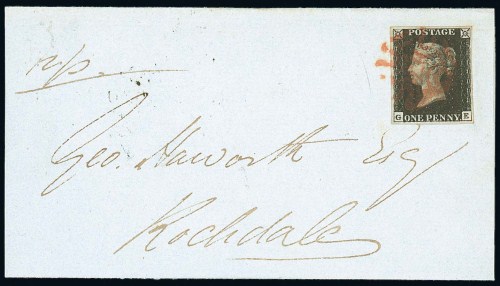 POSTAGE
G E
ONE PENNY
p/p
Geo. Haworth Esq
Rochdale